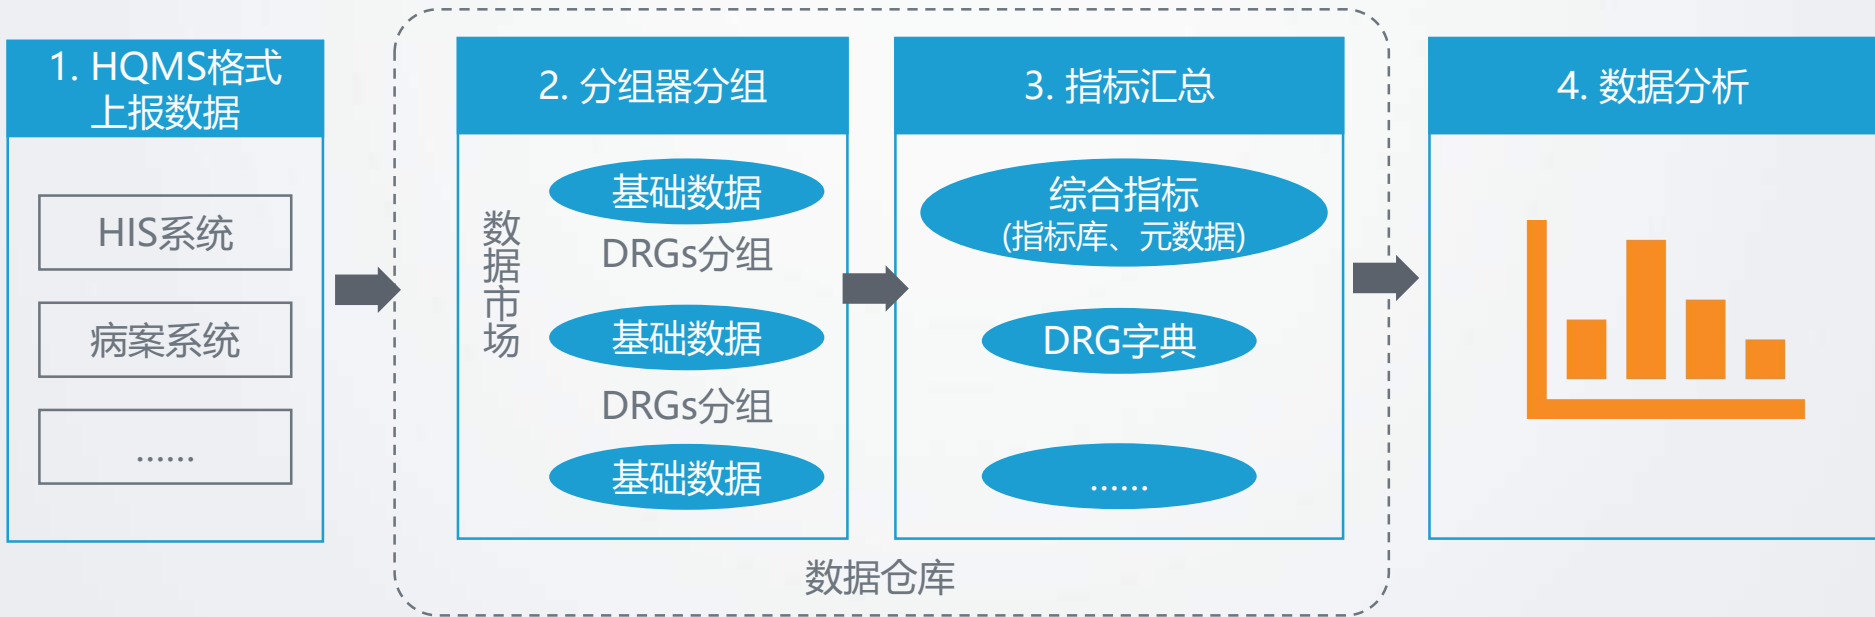 1. HQMS格式
上报数据
HIS系统
病案系统
......
2. 分组器分组
数据市场
基础数据
DRGs分组
基础数据
DRGs分组
基础数据
3. 指标汇总
综合指标
(指标库、元数据)
DRG字典
......
数据仓库
4. 数据分析